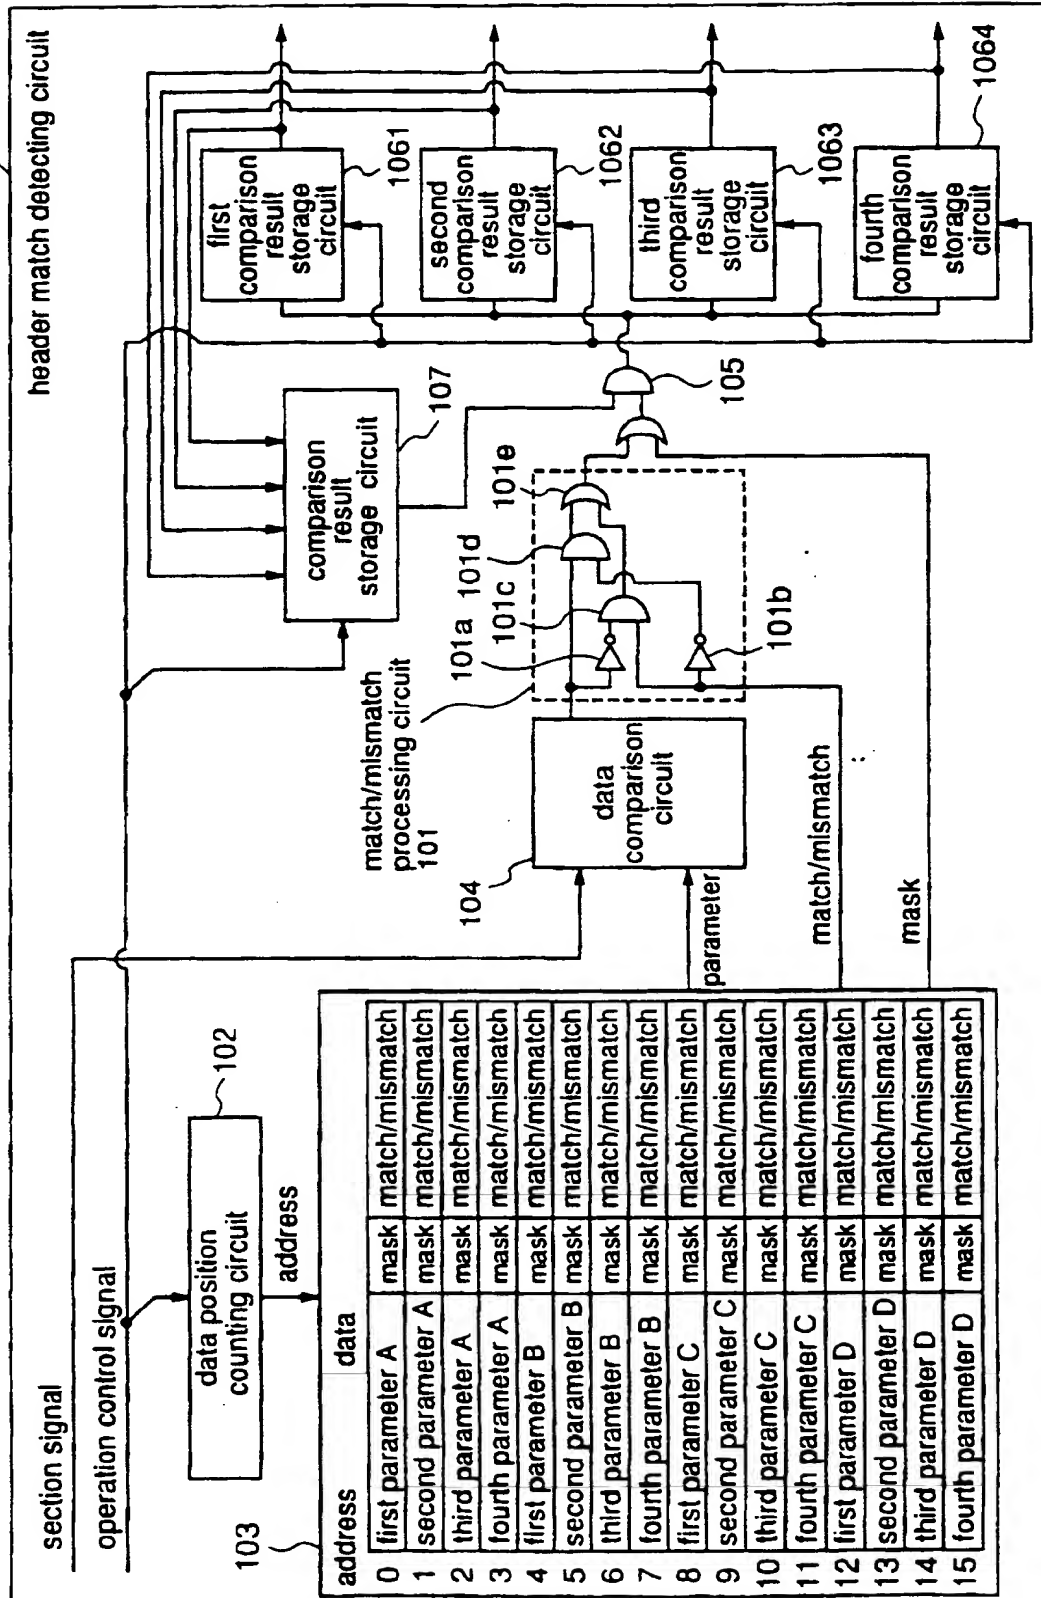 header match detecting circuit
section signal
operation control signal
102
data position
counting circuit
address
103
address data
0 first parameter A mask match/mismatch
1 second parameter A mask match/mismatch
2 third parameter A mask match/mismatch
3 fourth parameter A mask match/mismatch
4 first parameter B mask match/mismatch
5 second parameter B mask match/mismatch
6 third parameter B mask match/mismatch
7 fourth parameter B mask match/mismatch
8 first parameter C mask match/mismatch
9 second parameter C mask match/mismatch
10 third parameter C mask match/mismatch
11 fourth parameter C mask match/mismatch
12 first parameter D mask match/mismatch
13 second parameter D mask match/mismatch
14 third parameter D mask match/mismatch
15 fourth parameter D mask match/mismatch
parameter
match/mismatch
mask
104
data
comparison
circuit
match/mismatch
processing circuit
101
101a
101b
101c
101d
101e
105
107
comparison
result
storage circuit
first
comparison
result
storage
circuit
1061
second
comparison
result
storage
circuit
1062
third
comparison
result
storage
circuit
1063
fourth
comparison
result
storage
circuit
1064